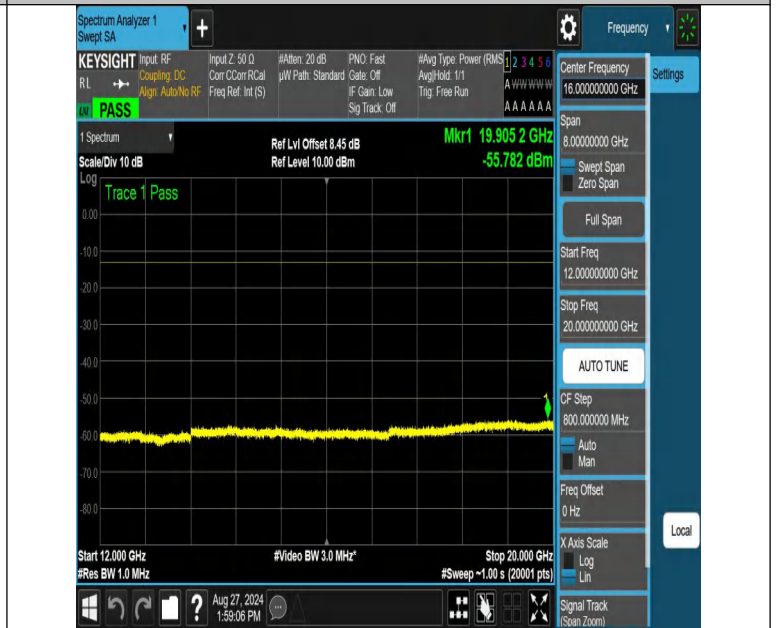 Spectrum Analyzer 1
Swept SA
+
Frequency
KEYSIGHT
RL
PASS
Input: RF
Coupling: DC
Align: Auto/No RF
Input Z: 50 Ω
Corr CCorr RCal
Freq Ref: Int (S)
#Atten: 20 dB
µW Path: Standard
PNO: Fast
Gate: Off
IF Gain: Low
Sig Track: Off
#Avg Type: Power (RMS
Avg|Hold: 1/1
Trig: Free Run
1 2 3 4 5 6
A W W W W W
A A A A A A
Center Frequency
16.000000000 GHz
Settings
1 Spectrum
Scale/Div 10 dB
Ref Lvl Offset 8.45 dB
Ref Level 10.00 dBm
Mkr1 19.905 2 GHz
-55.782 dBm
Span
8.00000000 GHz
Swept Span
Zero Span
Full Span
Start Freq
12.000000000 GHz
Stop Freq
20.000000000 GHz
AUTO TUNE
CF Step
800.000000 MHz
Auto
Man
Freq Offset
0 Hz
X Axis Scale
Log
Lin
Signal Track
(Span Zoom)
Local
Log
Trace 1 Pass
0.00
-10.0
-20.0
-30.0
-40.0
-50.0
-60.0
-70.0
-80.0
1
Start 12.000 GHz
#Res BW 1.0 MHz
#Video BW 3.0 MHz*
Stop 20.000 GHz
#Sweep ~1.00 s (20001 pts)
?
Aug 27, 2024
1:59:06 PM